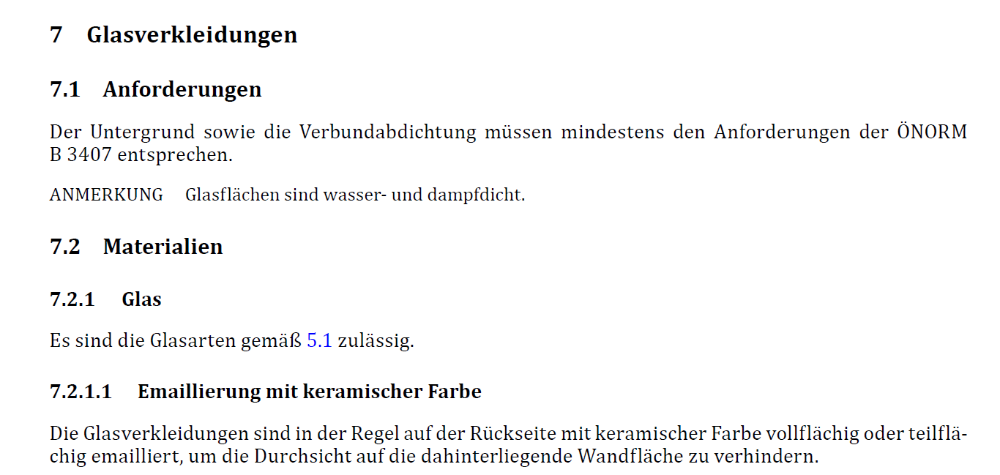 7 Glasverkleidungen
7.1 Anforderungen
Der Untergrund sowie die Verbundabdichtung müssen mindestens den Anforderungen der ÖNORM
B 3407 entsprechen.
ANMERKUNG Glasflächen sind wasser- und dampfdicht.
7.2 Materialien
7.2.1 Glas
Es sind die Glasarten gemäß 5.1 zulässig.
7.2.1.1 Emaillierung mit keramischer Farbe
Die Glasverkleidungen sind in der Regel auf der Rückseite mit keramischer Farbe vollflächig oder teilflä-
chig emailliert, um die Durchsicht auf die dahinterliegende Wandfläche zu verhindern.